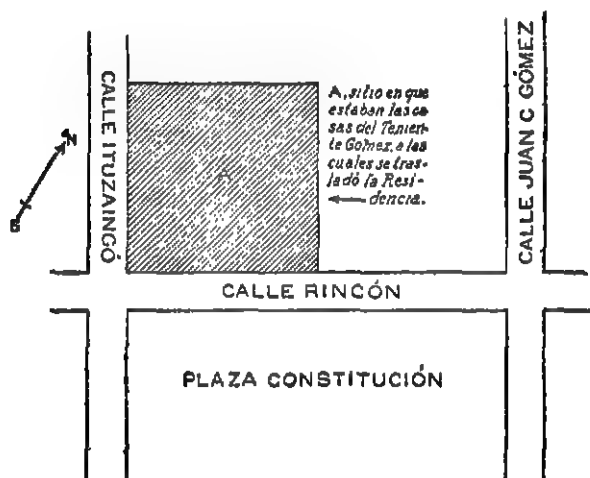 CALLE ITUZAINGÓ
A, sitio en que
estaban las ca-
sas del Tenien-
te Gomez, a las
cuales se tras-
ladó la Resi-
dencia.
CALLE JUAN C GÓMEZ
N
CALLE RINCÓN
PLAZA CONSTITUCIÓN